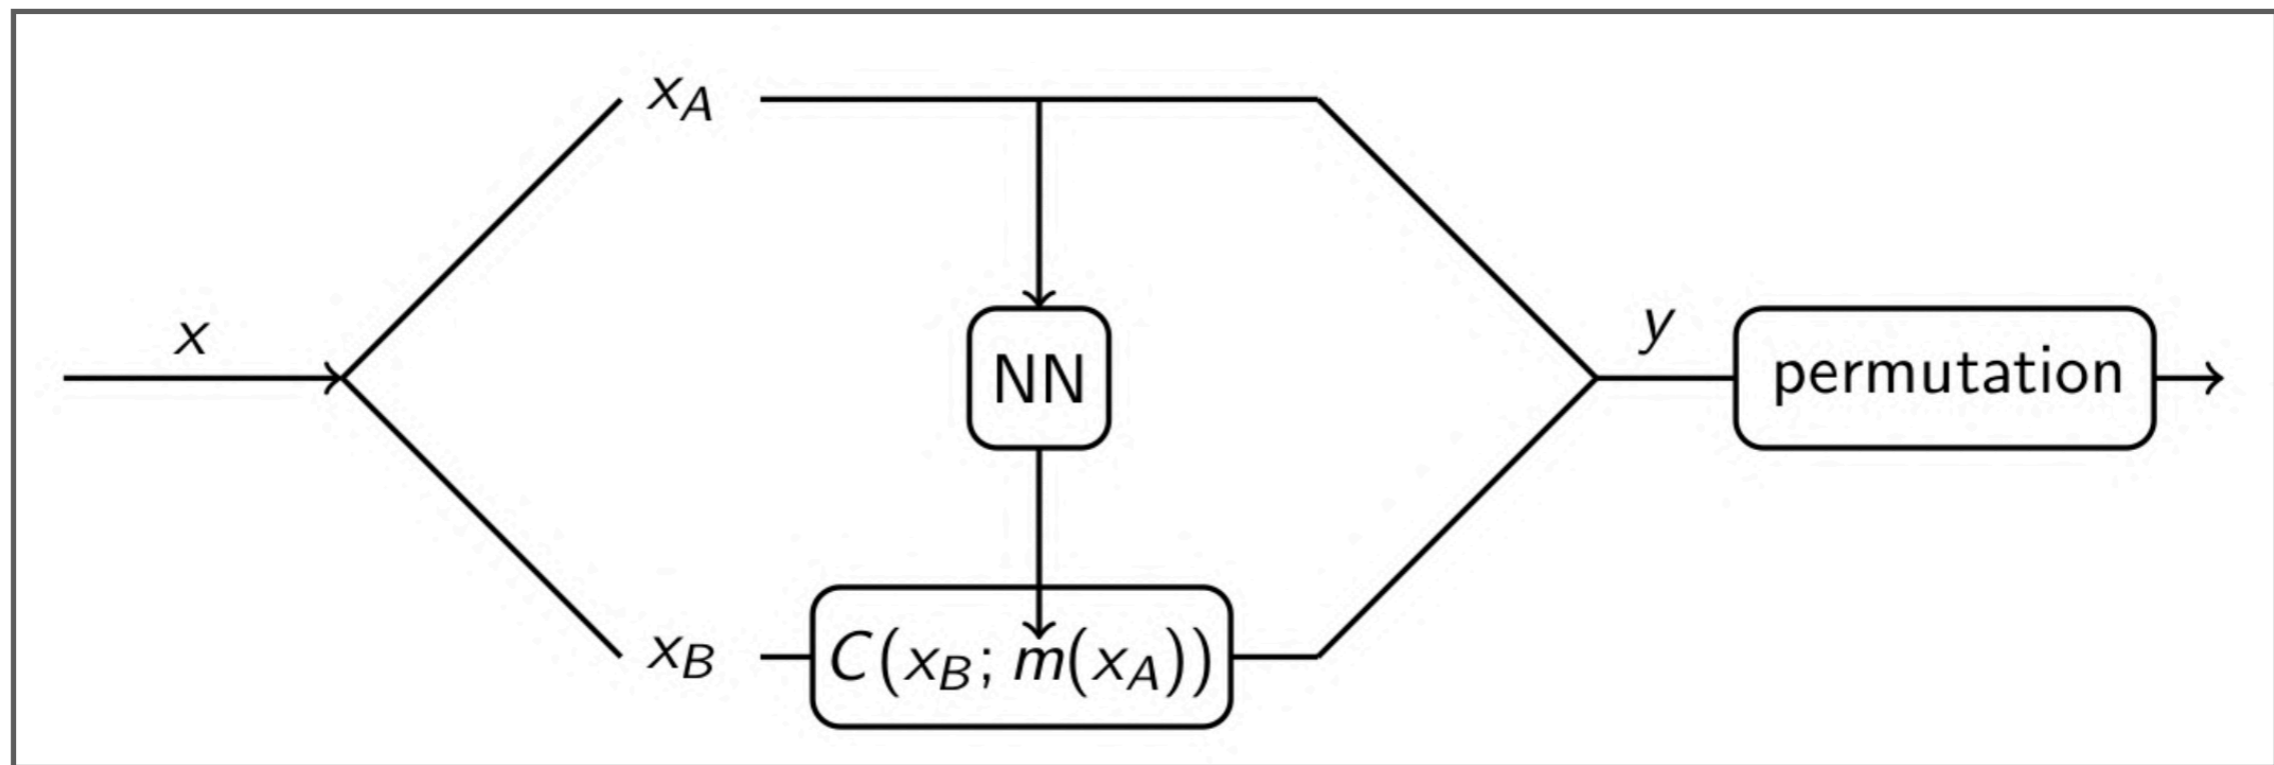 x_A
x
NN
y
permutation
x_B
C(x_B; m(x_A))